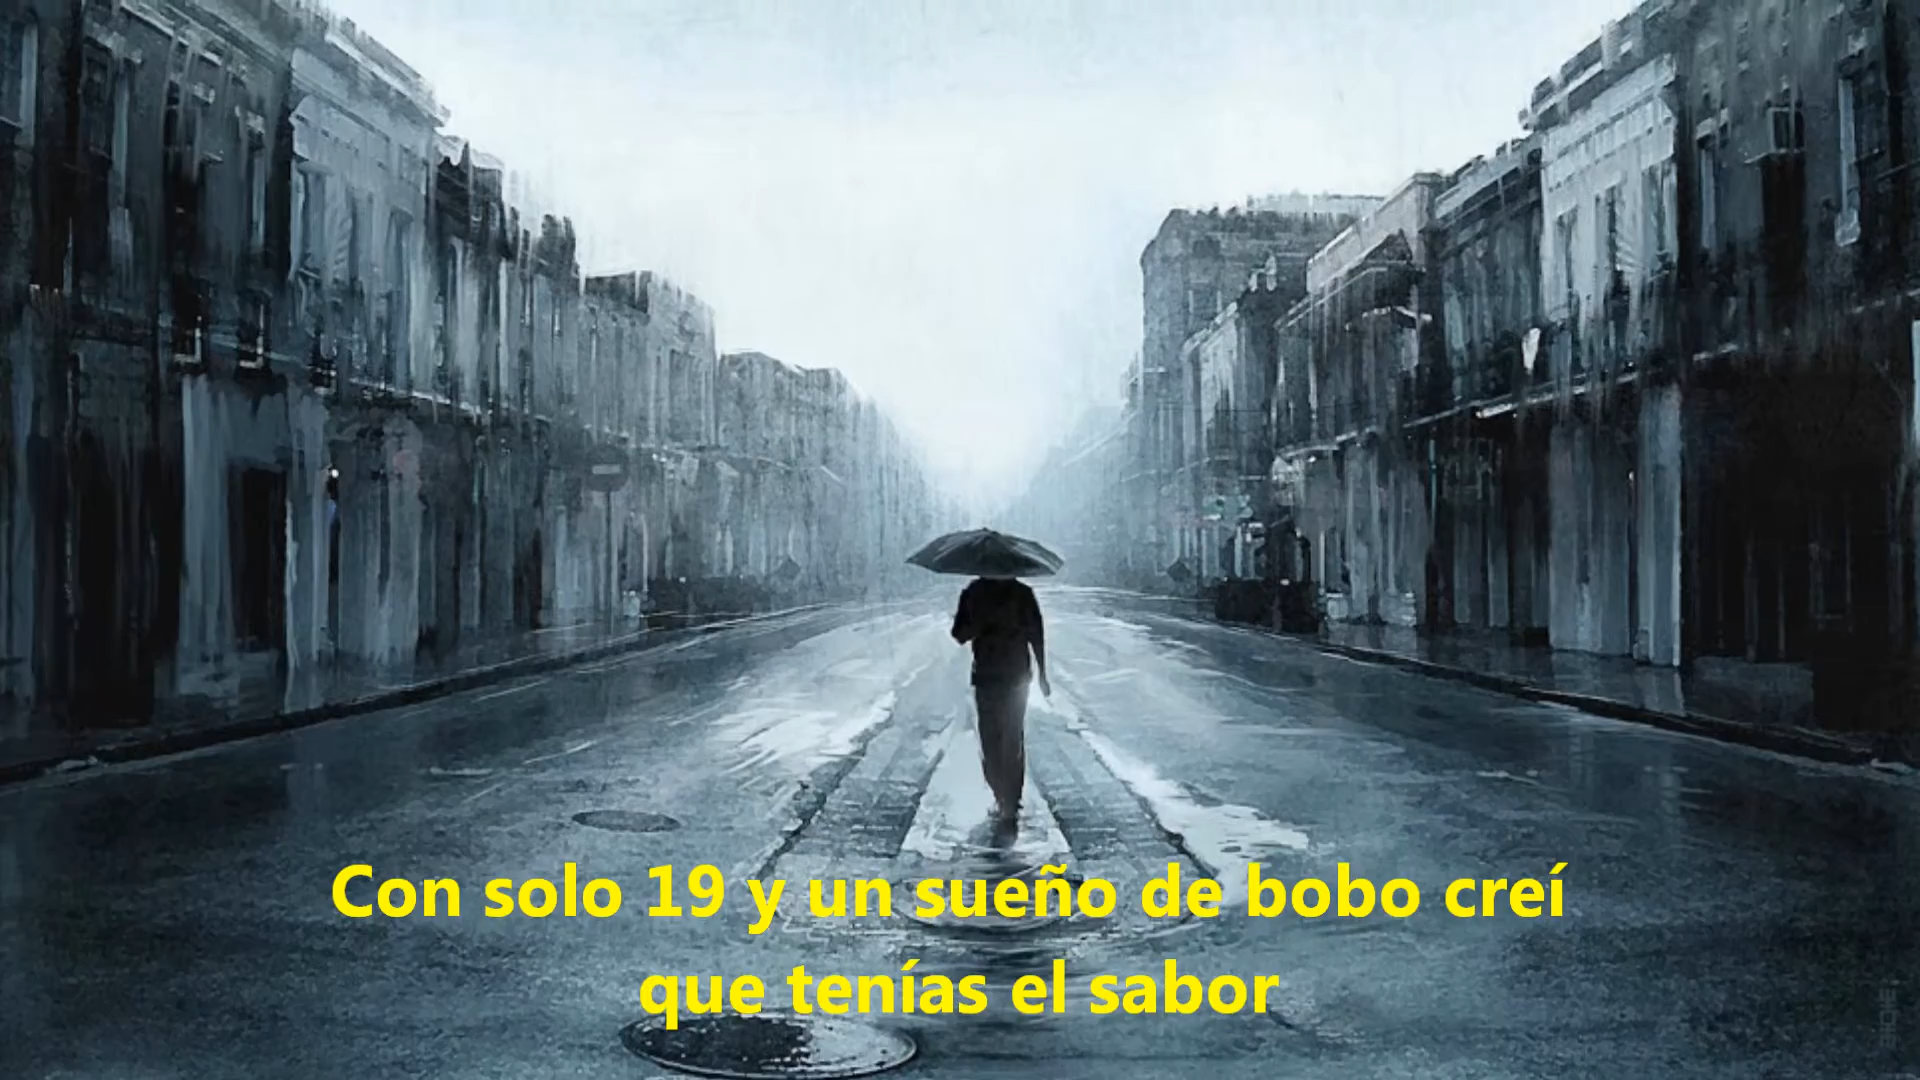 Con solo 19 y un sueño de bobo creí
que tenías el sabor